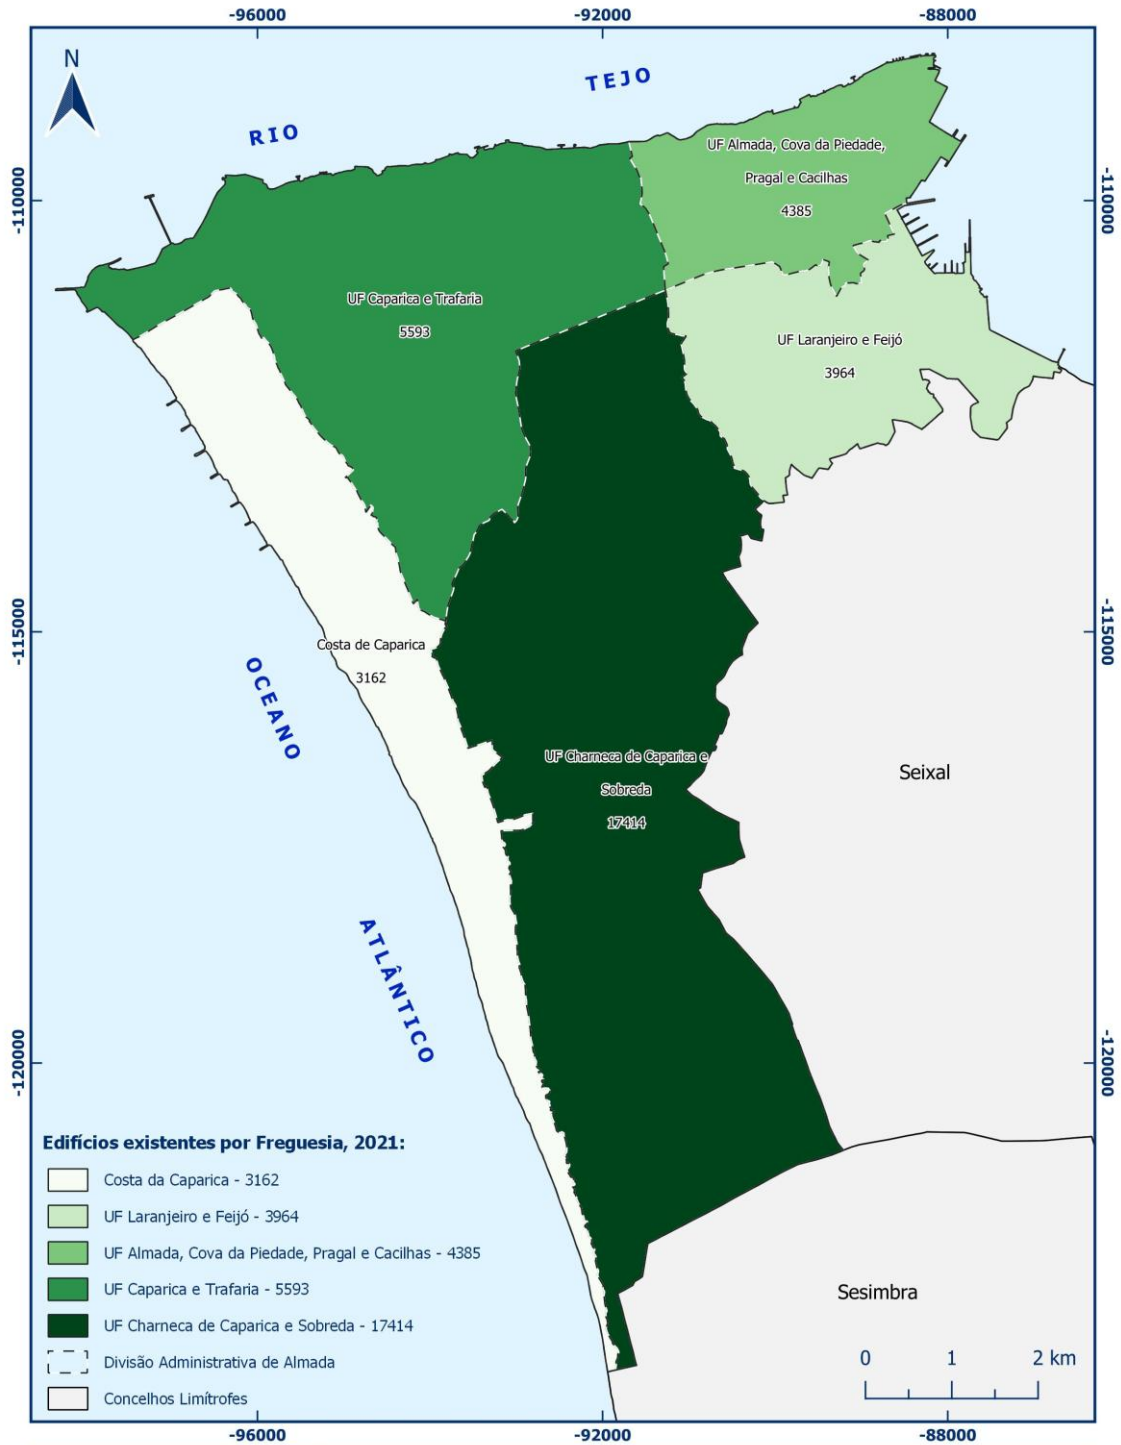 -96000
-92000
-88000
N
RIO
TEJO
UF Almada, Cova da Piedade,
Pragal e Cacilhas
4385
-110000
-110000
UF Caparica e Trafaria
5593
UF Laranjeiro e Feijó
3964
-115000
-115000
Costa de Caparica
3162
OCEANO
UF Charneca de Caparica e
Sobreda
17414
Seixal
ATLÂNTICO
-120000
-120000
Edifícios existentes por Freguesia, 2021:
Costa da Caparica - 3162
UF Laranjeiro e Feijó - 3964
UF Almada, Cova da Piedade, Pragal e Cacilhas - 4385
UF Caparica e Trafaria - 5593
UF Charneca de Caparica e Sobreda - 17414
Divisão Administrativa de Almada
Concelhos Limítrofes
Sesimbra
0 1 2 km
-96000
-92000
-88000